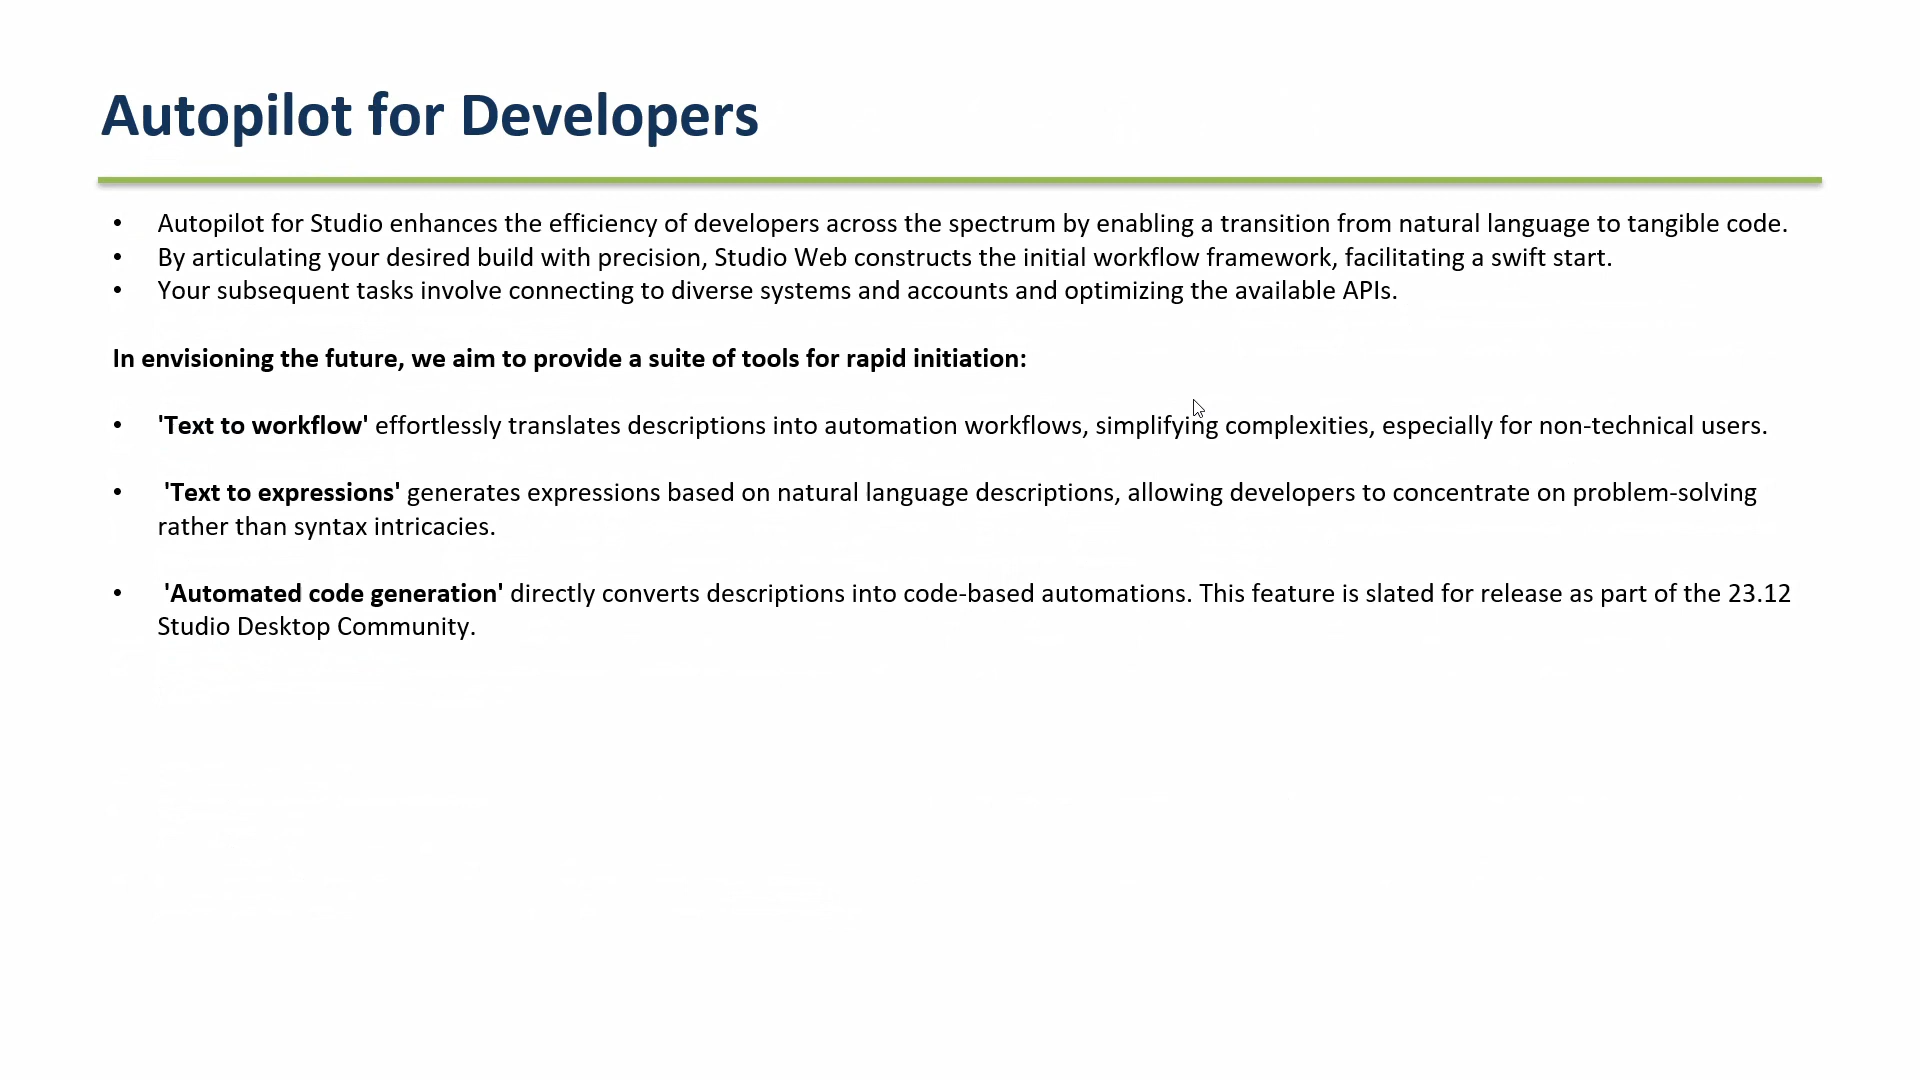 Autopilot for Developers
• Autopilot for Studio enhances the efficiency of developers across the spectrum by enabling a transition from natural language to tangible code.
• By articulating your desired build with precision, Studio Web constructs the initial workflow framework, facilitating a swift start.
• Your subsequent tasks involve connecting to diverse systems and accounts and optimizing the available APIs.
In envisioning the future, we aim to provide a suite of tools for rapid initiation:
• 'Text to workflow' effortlessly translates descriptions into automation workflows, simplifying complexities, especially for non-technical users.
• 'Text to expressions' generates expressions based on natural language descriptions, allowing developers to concentrate on problem-solving
rather than syntax intricacies.
• 'Automated code generation' directly converts descriptions into code-based automations. This feature is slated for release as part of the 23.12
Studio Desktop Community.